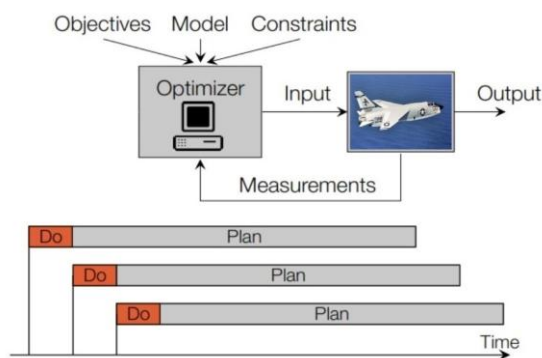 Objectives Model Constraints
Optimizer
Input
Output
Measurements
Do Plan
Do Plan
Do Plan
Time